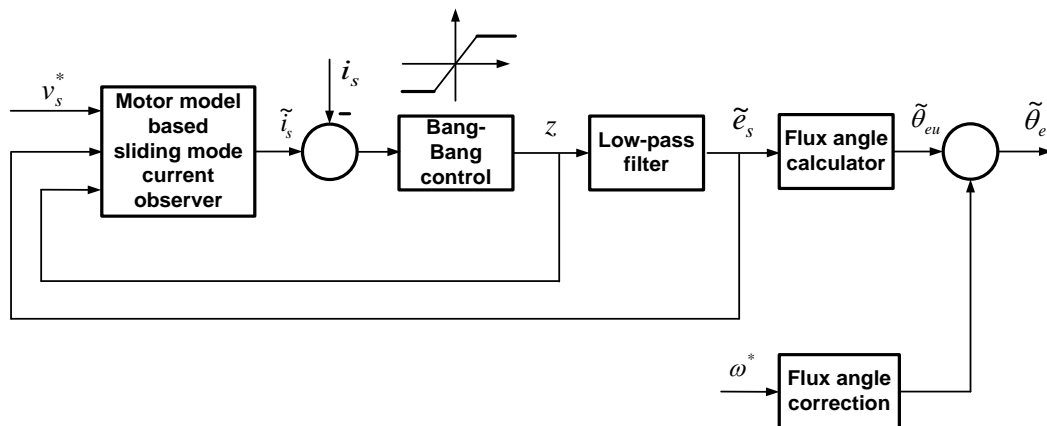 v_s^*
Motor model
based
sliding mode
current
observer
ĩ_s
i_s
-
Bang-
Bang
control
z
Low-pass
filter
ẽ_s
Flux angle
calculator
θ̃_eu
θ̃_e
ω^*
Flux angle
correction